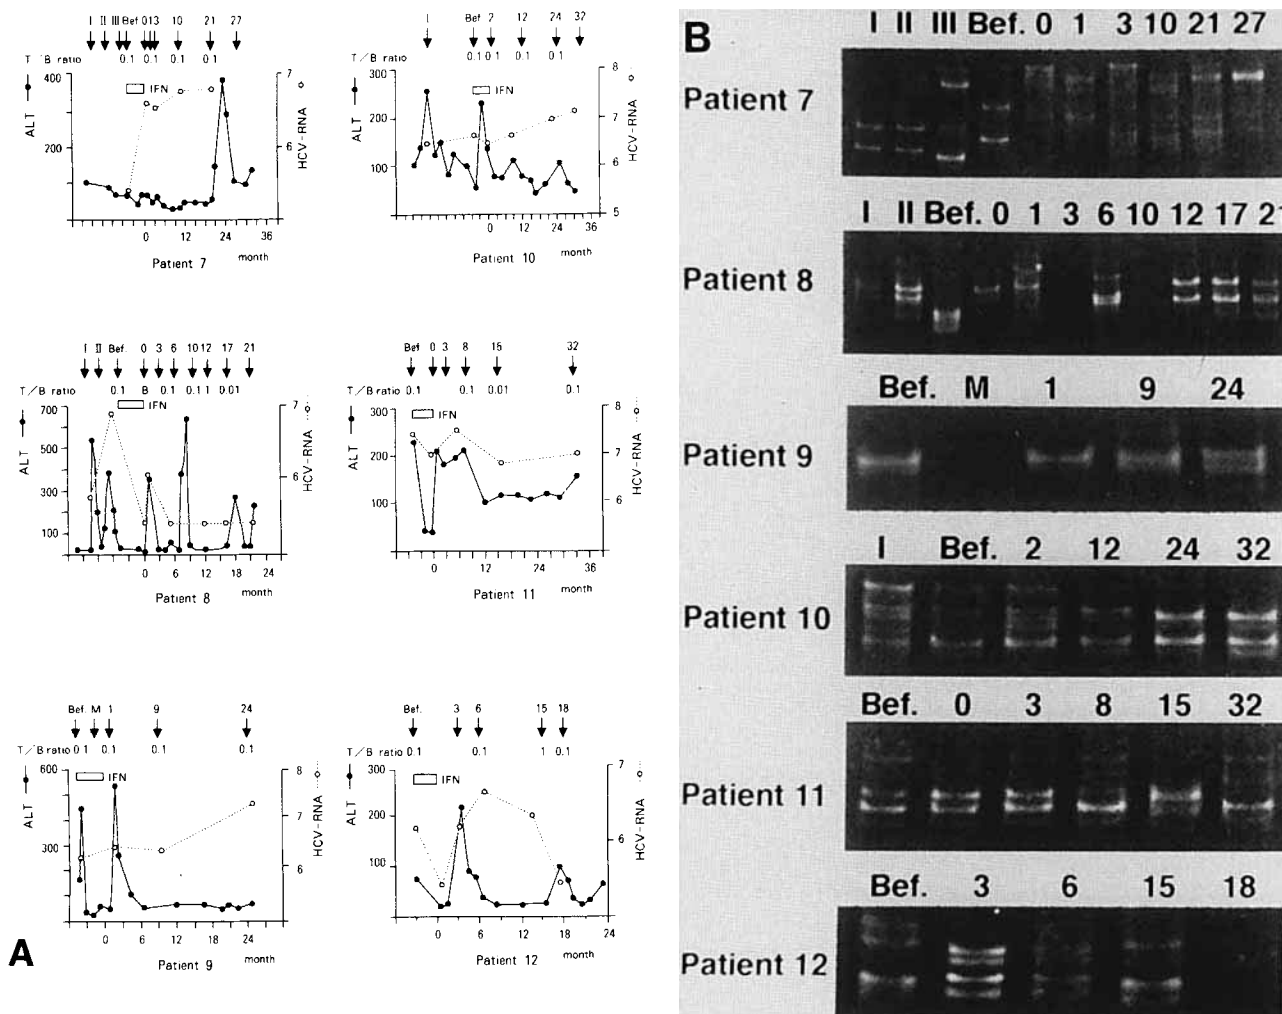 I II III Bef 0 1 3 10 21 27
0.1 0.1 0.1 0.1
T/B ratio
400
200
ALT
IFN
7
6
HCV-RNA
0 12 24 36
Patient 7
month
I Bef 2 12 24 32
0.1 0.1 0.1 0.1
T/B ratio
300
200
100
ALT
IFN
8
7
6
5
HCV-RNA
0 12 24 36
Patient 10
month
I II Bef. 0 3 6 10 12 17 21
T/B ratio 0.1 B 0.1 0.1 1 0.01
700
500
300
100
ALT
IFN
7
6
HCV-RNA
0 6 12 18 24
Patient 8
month
Bef 0 3 8 15 32
T/B ratio 0.1 0.1 0.01 0.1
300
200
100
ALT
IFN
8
7
6
HCV-RNA
0 12 24 36
Patient 11
month
Bef. M 1 9 24
T/B ratio 0 1 0.1 0.1 0.1
600
300
ALT
IFN
8
7
6
HCV-RNA
0 6 12 18 24
Patient 9
month
Bef. 3 6 15 18
T/B ratio 0.1 0.1 1 0.1
300
200
100
ALT
IFN
7
6
HCV-RNA
0 6 12 18 24
Patient 12
month
A
B
I II III Bef. 0 1 3 10 21 27
Patient 7
I II Bef. 0 1 3 6 10 12 17 21
Patient 8
Bef. M 1 9 24
Patient 9
I Bef. 2 12 24 32
Patient 10
Bef. 0 3 8 15 32
Patient 11
Bef. 3 6 15 18
Patient 12